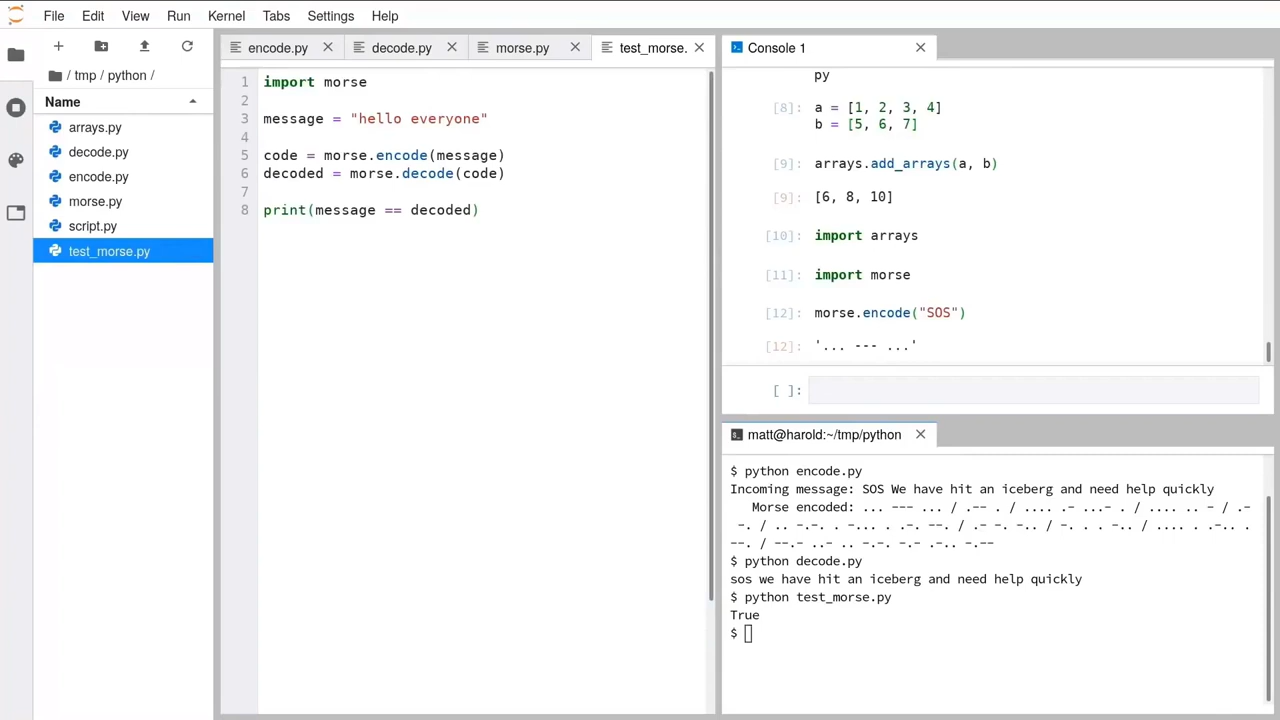 File Edit View Run Kernel Tabs Settings Help
/ tmp / python /
Name
arrays.py
decode.py
encode.py
morse.py
script.py
test_morse.py
encode.py decode.py morse.py test_morse.
1 import morse
2
3 message = "hello everyone"
4
5 code = morse.encode(message)
6 decoded = morse.decode(code)
7
8 print(message == decoded)
Console 1
py
[8]: a = [1, 2, 3, 4]
b = [5, 6, 7]
[9]: arrays.add_arrays(a, b)
[9]: [6, 8, 10]
[10]: import arrays
[11]: import morse
[12]: morse.encode("SOS")
[12]: '... --- ...'
[ ]:
matt@harold:~/tmp/python
$ python encode.py
Incoming message: SOS We have hit an iceberg and need help quickly
Morse encoded: ... --- ... / .-- . / .... .- ...- . / .... .. - / .-
-. / .. -.-. . -... . .-. --. / .- -. -.. / -. . . -.. / .... . .-.. .
--. / --.- ..- .. -.-. -.- .-.. -.--
$ python decode.py
sos we have hit an iceberg and need help quickly
$ python test_morse.py
True
$